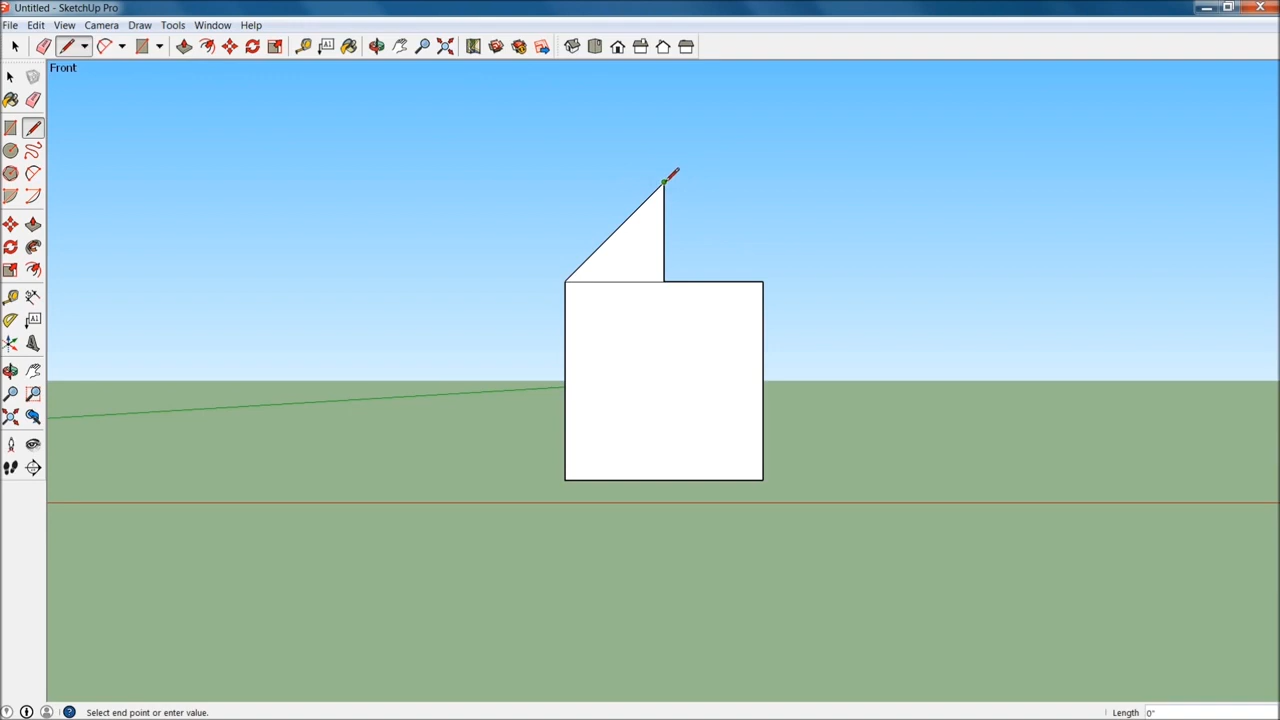 Untitled - SketchUp Pro
File Edit View Camera Draw Tools Window Help
Front
Select end point or enter value.
Length 0"